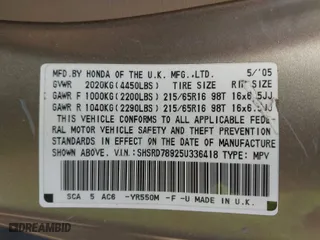 MFD.BY HONDA OF THE U.K. MFG.,LTD. 5/'05
GVWR 2020KG(4450LBS) TIRE SIZE RIM SIZE
GAWR F 1000KG(2200LBS) 215/65R16 98T 16x6.5JJ
GAWR R 1040KG(2290LBS) 215/65R16 98T 16x6.5JJ
THIS VEHICLE CONFORMS TO ALL APPLICABLE FEDE-
RAL MOTOR VEHICLE SAFETY AND THEFT PREVENTION
STANDARDS IN EFFECT ON THE DATE OF MANUFACTURE
SHOWN ABOVE. V.I.N:SHSRD78925U336418 TYPE: MPV
SCA 5 AC6 -YR550M -F -U MADE IN U.K.
DREAMBID